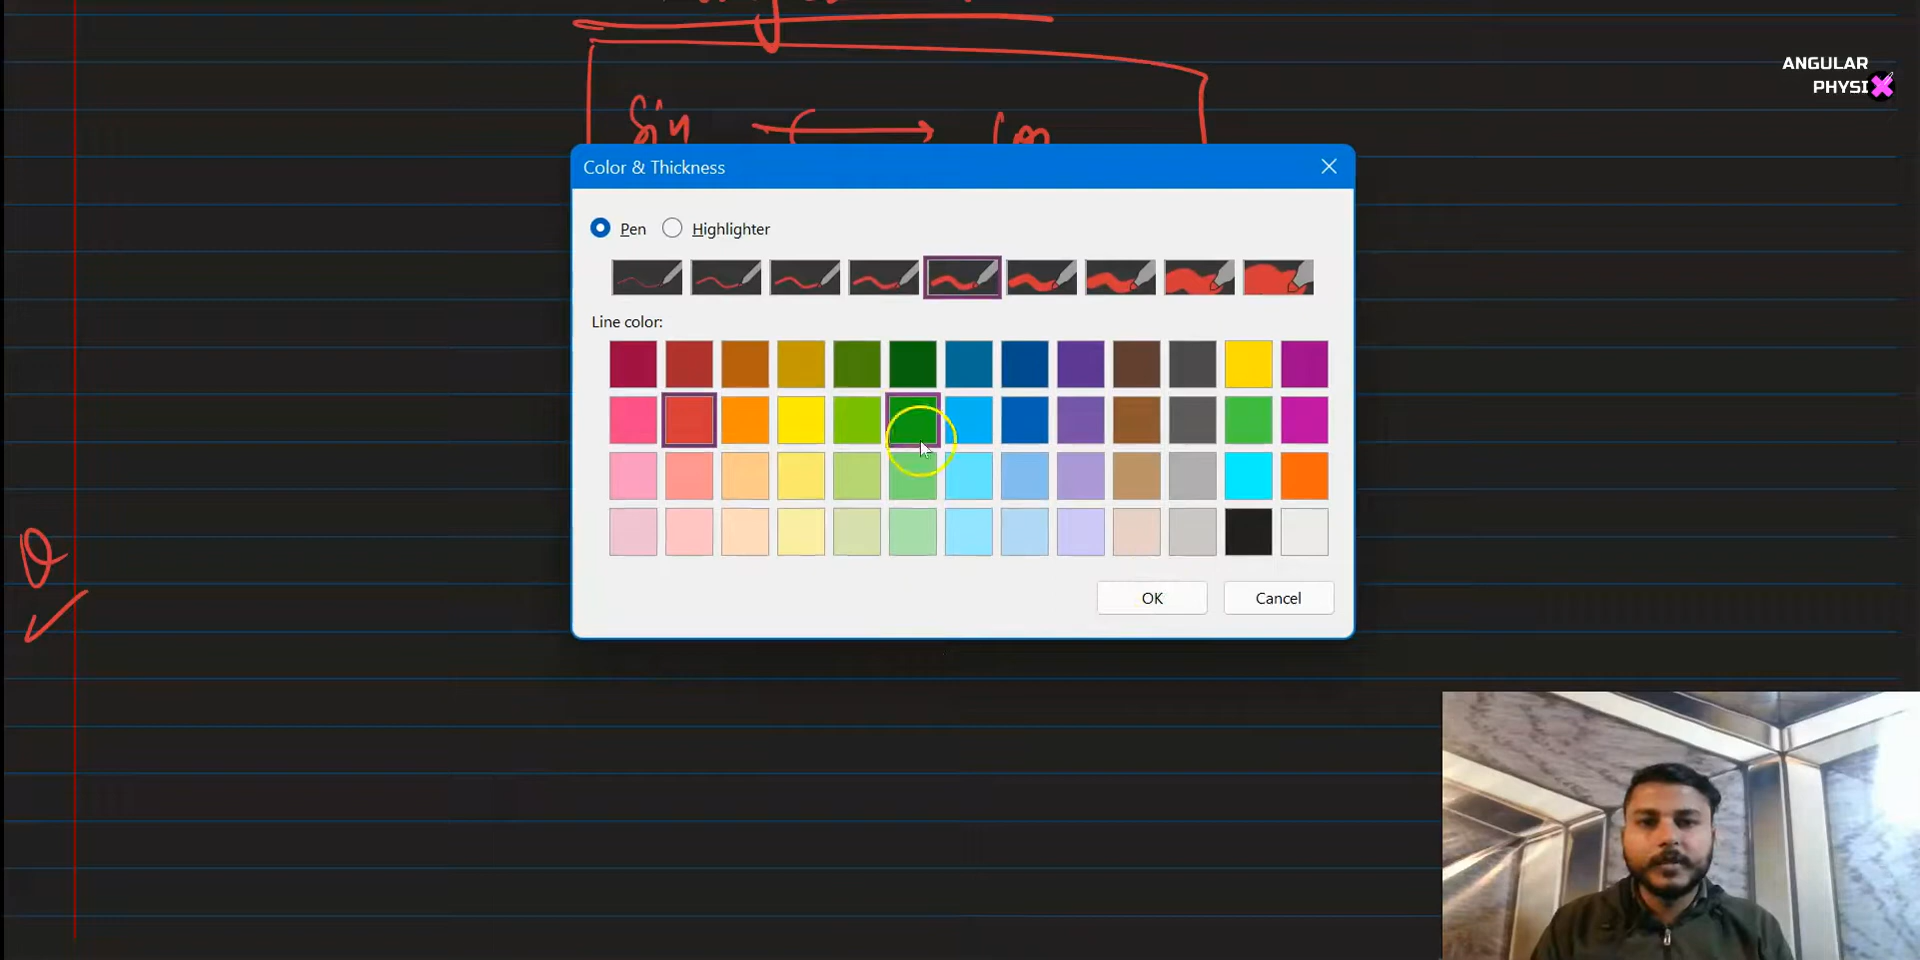 ANGULAR
PHYSI
Sin Cos
Color & Thickness
Pen Highlighter
Line color:
OK Cancel
θ